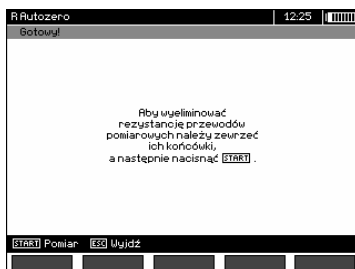 R Autozero 12:25
Gotowy!
Aby wyeliminować
rezystancję przewodów
pomiarowych należy zewrzeć
ich końcówki,
a następnie nacisnąć START .
START Pomiar ESC Wyjdź